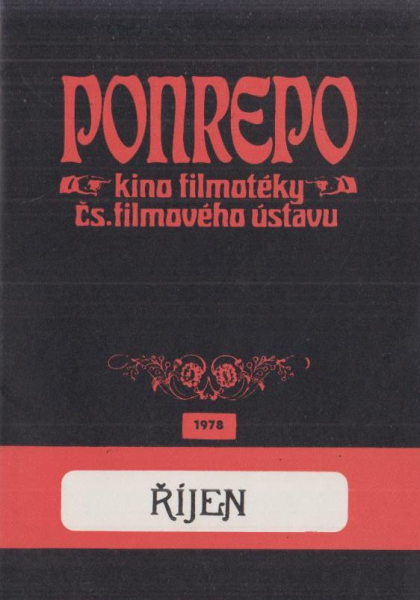 PONREPO
kino filmotéky
čs. filmového ústavu
1978
ŘÍJEN